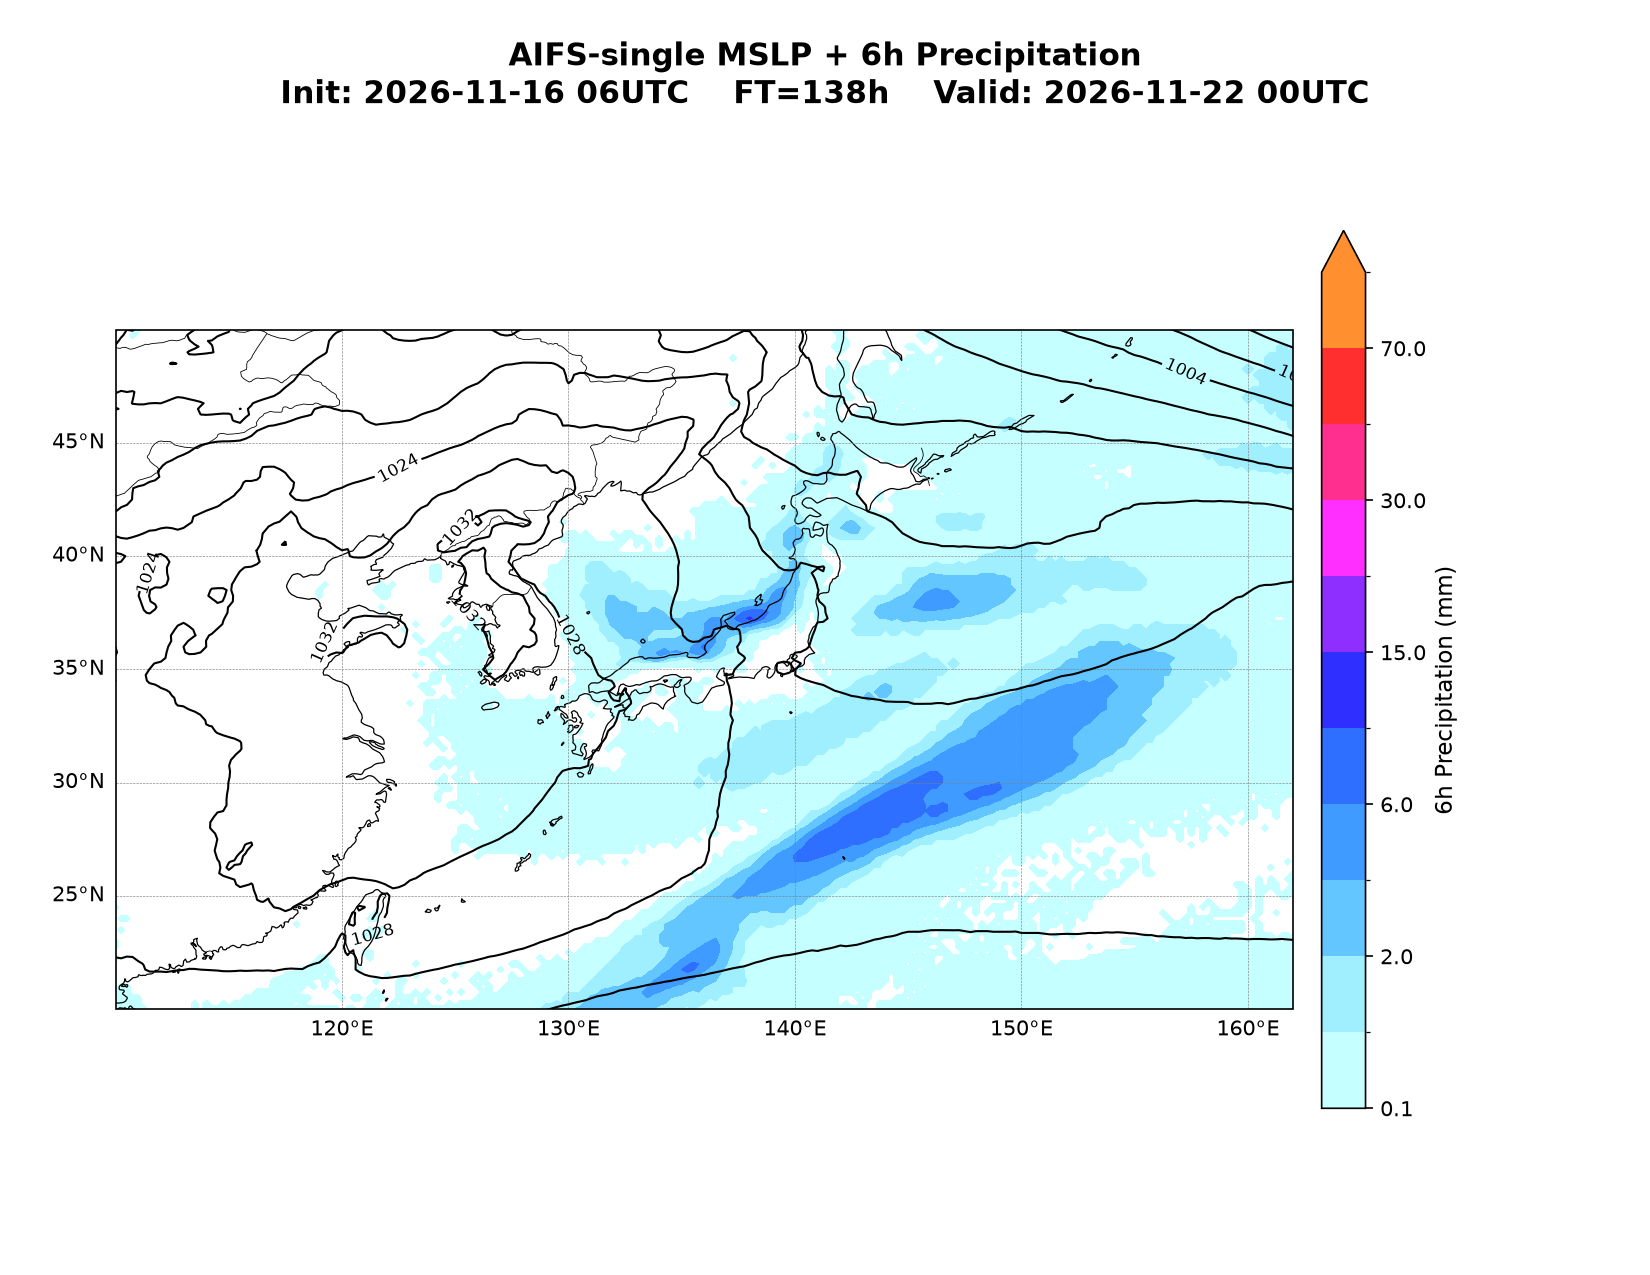 AIFS-single MSLP + 6h Precipitation
Init: 2026-11-16 06UTC    FT=138h    Valid: 2026-11-22 00UTC
70.0
30.0
15.0
6.0
2.0
0.1
6h Precipitation (mm)
45°N
40°N
35°N
30°N
25°N
120°E
130°E
140°E
150°E
160°E
1004
1024
1032
1024
1032
1028
1028